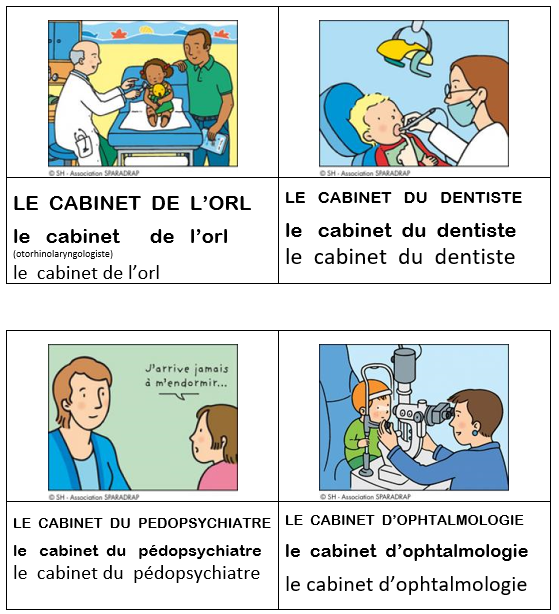 © SH - Association SPARADRAP
LE CABINET DE L'ORL
le cabinet de l'orl
(otorhinolaryngologiste)
le cabinet de l'orl
© SH - Association SPARADRAP
LE CABINET DU DENTISTE
le cabinet du dentiste
le cabinet du dentiste
J'arrive jamais
à m'endormir...
© SH - Association SPARADRAP
LE CABINET DU PEDOPSYCHIATRE
le cabinet du pédopsychiatre
le cabinet du pédopsychiatre
© SH - Association SPARADRAP
LE CABINET D'OPHTALMOLOGIE
le cabinet d'ophtalmologie
le cabinet d'ophtalmologie